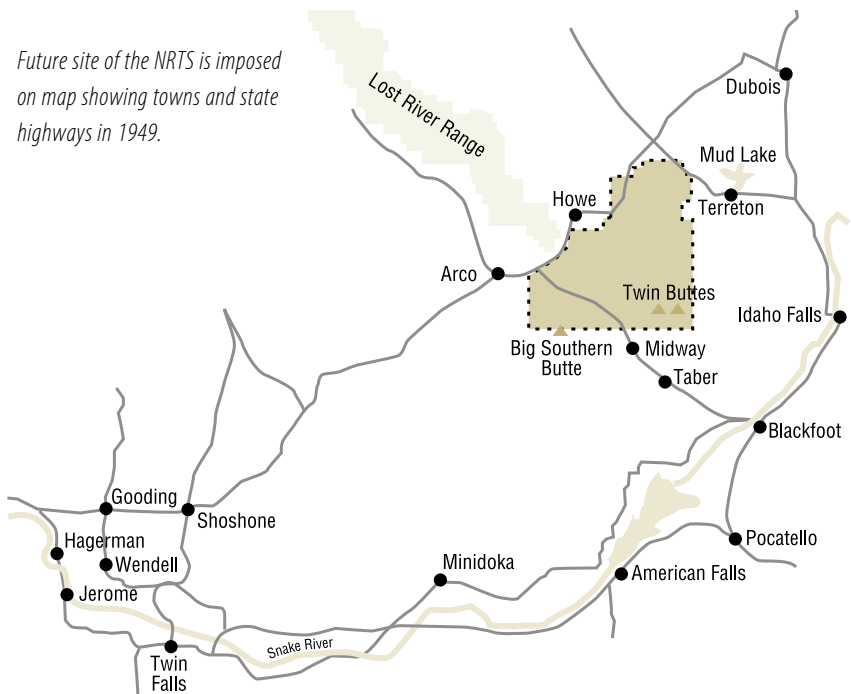 Future site of the NRTS is imposed
on map showing towns and state
highways in 1949.
Lost River Range
Dubois
Mud Lake
Terreton
Howe
Arco
Twin Buttes
Idaho Falls
Big Southern
Butte
Midway
Taber
Blackfoot
Gooding
Shoshone
Hagerman
Wendell
Jerome
Minidoka
Pocatello
American Falls
Snake River
Twin
Falls